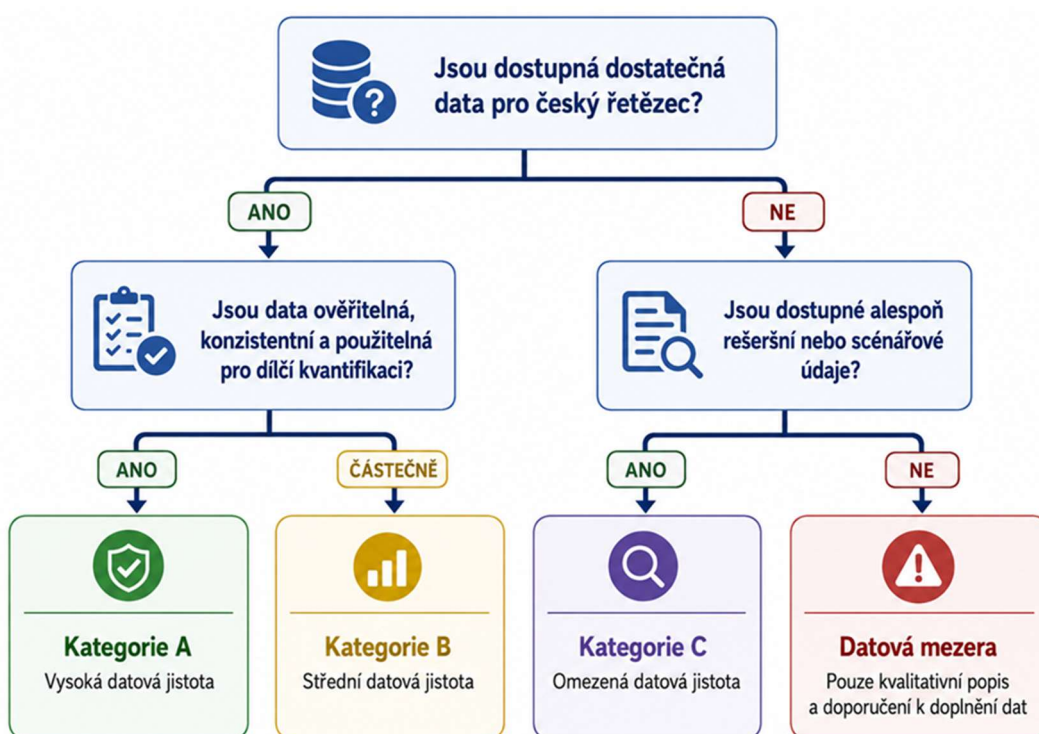 Jsou dostupná dostatečná
data pro český řetězec?
ANO
NE
Jsou data ověřitelná,
konzistentní a použitelná
pro dílčí kvantifikaci?
Jsou dostupné alespoň
rešeršní nebo scénářové
údaje?
ANO
ČÁSTEČNĚ
ANO
NE
Kategorie A
Vysoká datová jistota
Kategorie B
Střední datová jistota
Kategorie C
Omezená datová jistota
Datová mezera
Pouze kvalitativní popis
a doporučení k doplnění dat